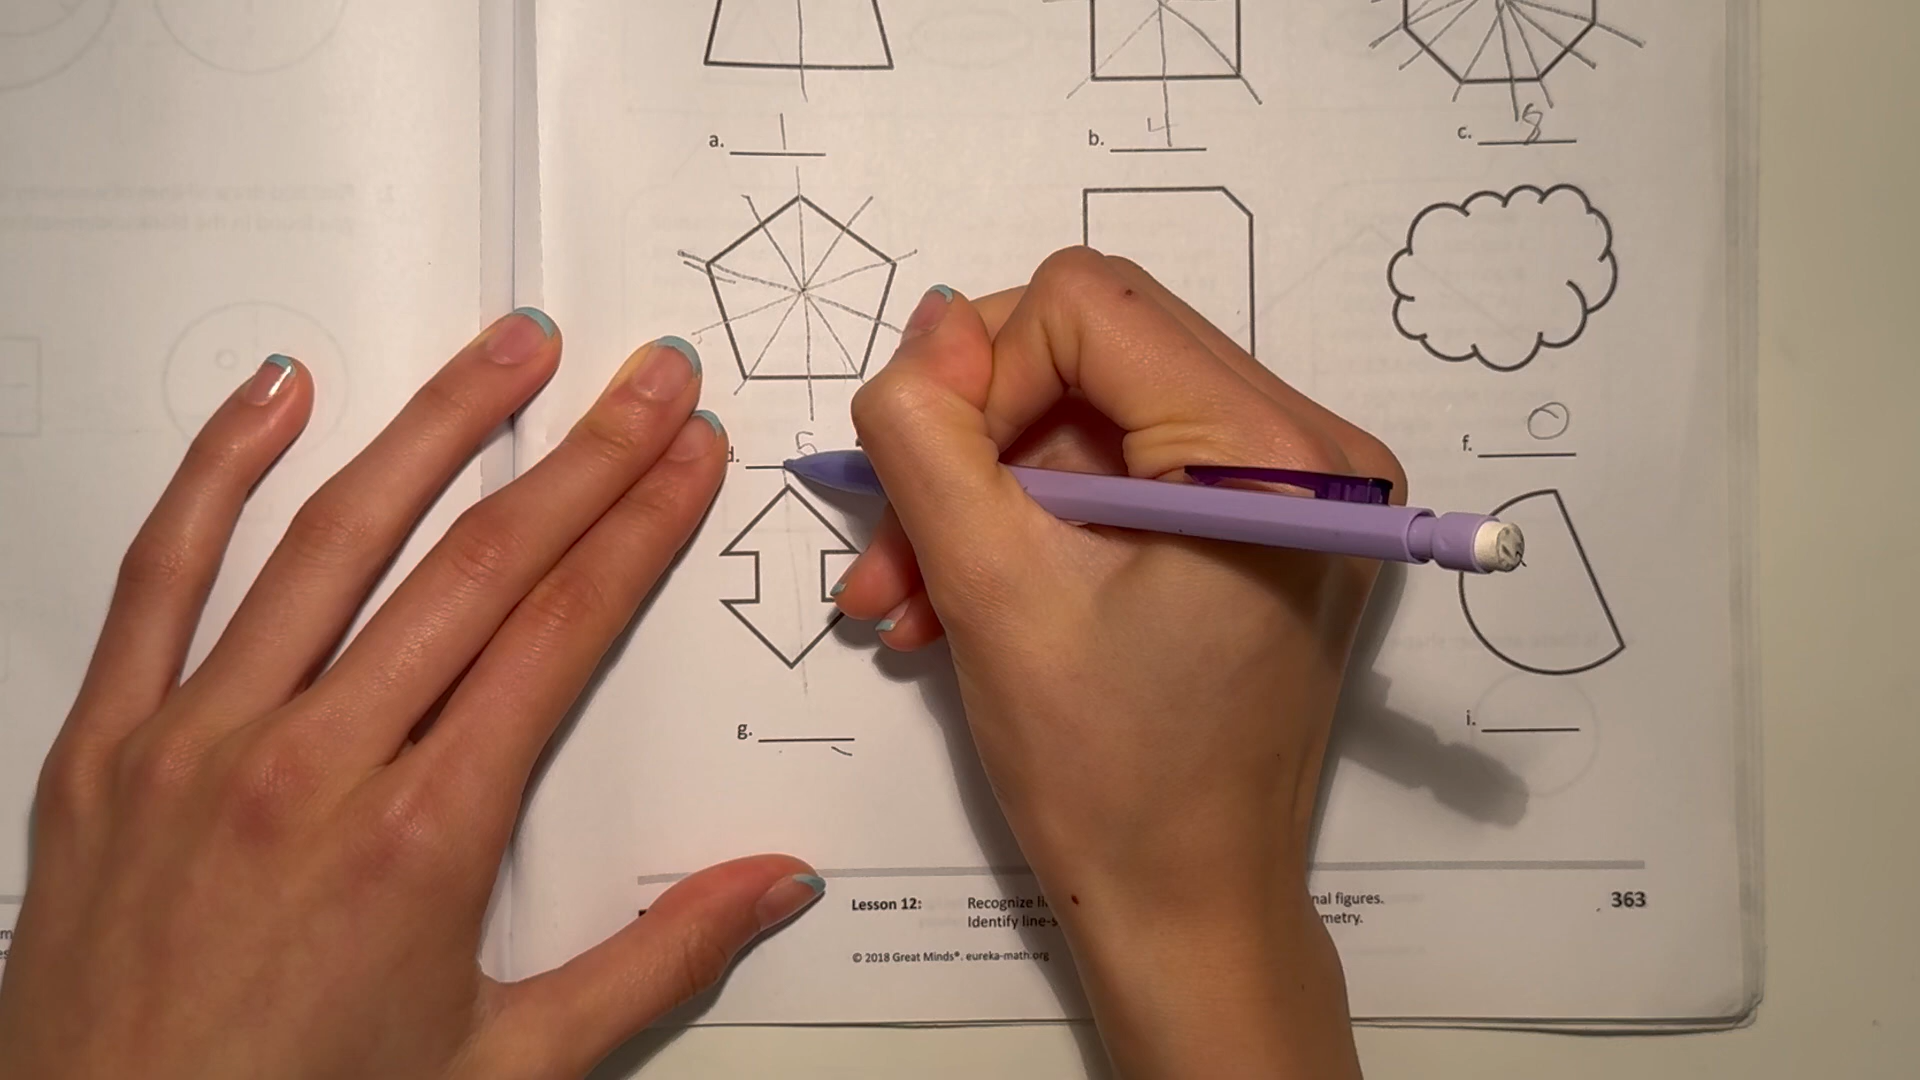 a. 1
b. 4
c. 8
d. 5
f. 0
g.
i.
Lesson 12: Recognize nal figures. 363
Identify line-s metry.
© 2018 Great Minds®. eureka-math.org